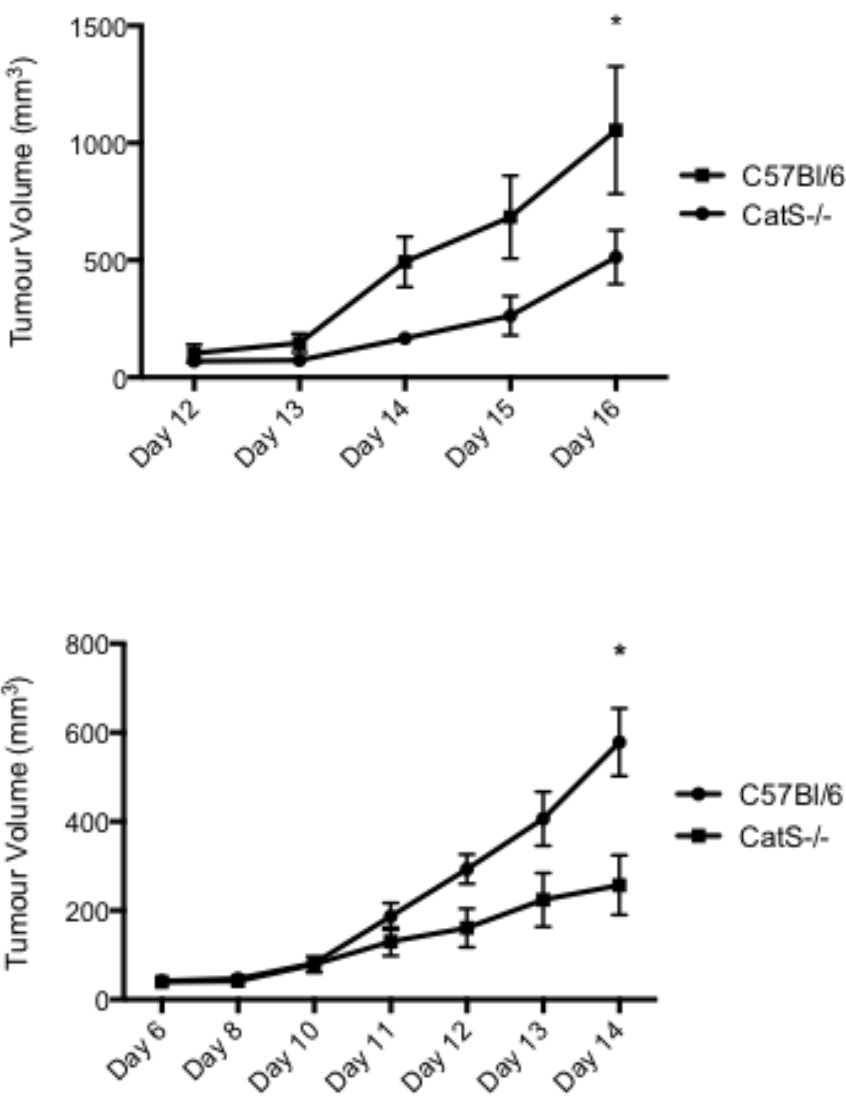 *
1500
1000
500
0
Tumour Volume (mm³)
Day 12
Day 13
Day 14
Day 15
Day 16
C57Bl/6
CatS-/-
*
800
600
400
200
0
Tumour Volume (mm³)
Day 6
Day 8
Day 10
Day 11
Day 12
Day 13
Day 14
C57Bl/6
CatS-/-